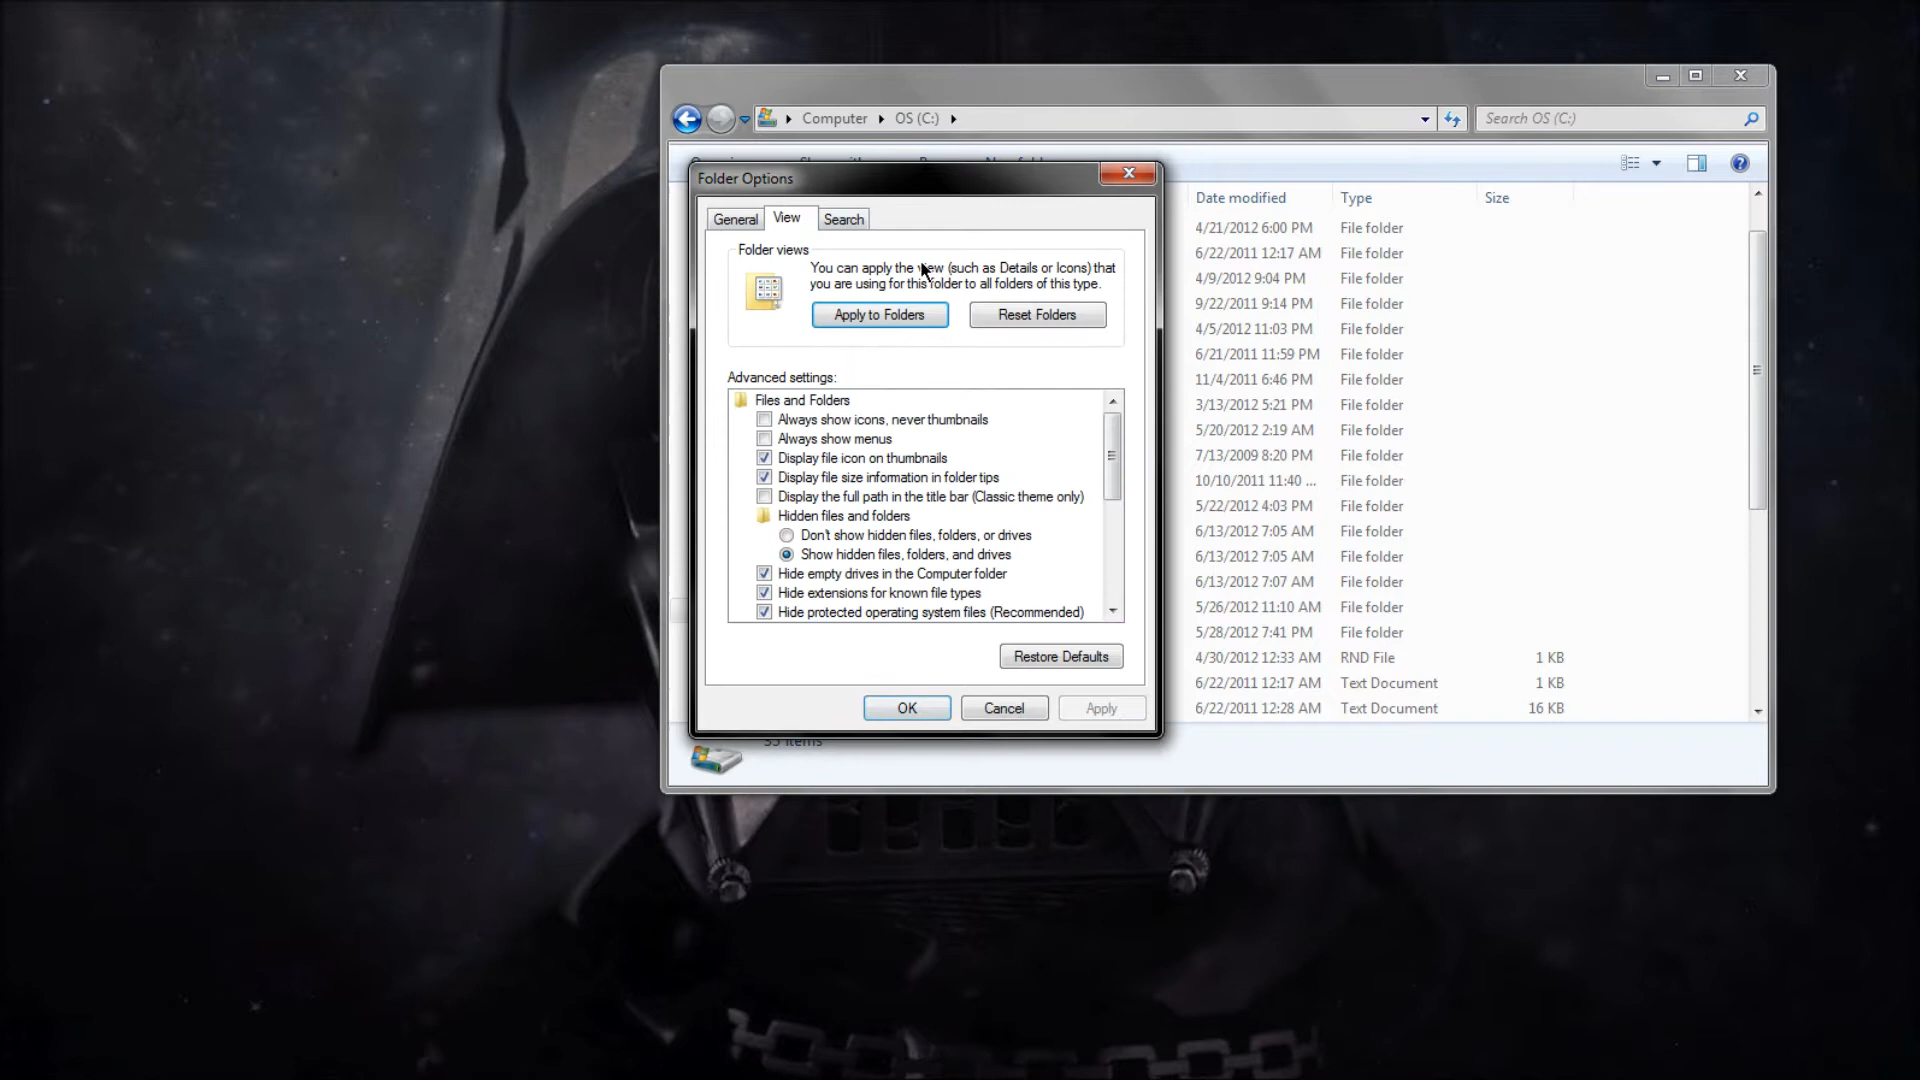 Computer OS (C:) Search OS (C:)
Folder Options
General View Search
Folder views
You can apply the view (such as Details or Icons) that
you are using for this folder to all folders of this type.
Apply to Folders Reset Folders
Advanced settings:
Files and Folders
Always show icons, never thumbnails
Always show menus
Display file icon on thumbnails
Display file size information in folder tips
Display the full path in the title bar (Classic theme only)
Hidden files and folders
Don't show hidden files, folders, or drives
Show hidden files, folders, and drives
Hide empty drives in the Computer folder
Hide extensions for known file types
Hide protected operating system files (Recommended)
Restore Defaults
OK Cancel Apply
Date modified Type Size
4/21/2012 6:00 PM File folder
6/22/2011 12:17 AM File folder
4/9/2012 9:04 PM File folder
9/22/2011 9:14 PM File folder
4/5/2012 11:03 PM File folder
6/21/2011 11:59 PM File folder
11/4/2011 6:46 PM File folder
3/13/2012 5:21 PM File folder
5/20/2012 2:19 AM File folder
7/13/2009 8:20 PM File folder
10/10/2011 11:40 ... File folder
5/22/2012 4:03 PM File folder
6/13/2012 7:05 AM File folder
6/13/2012 7:05 AM File folder
6/13/2012 7:07 AM File folder
5/26/2012 11:10 AM File folder
5/28/2012 7:41 PM File folder
4/30/2012 12:33 AM RND File 1 KB
6/22/2011 12:17 AM Text Document 1 KB
6/22/2011 12:28 AM Text Document 16 KB
items